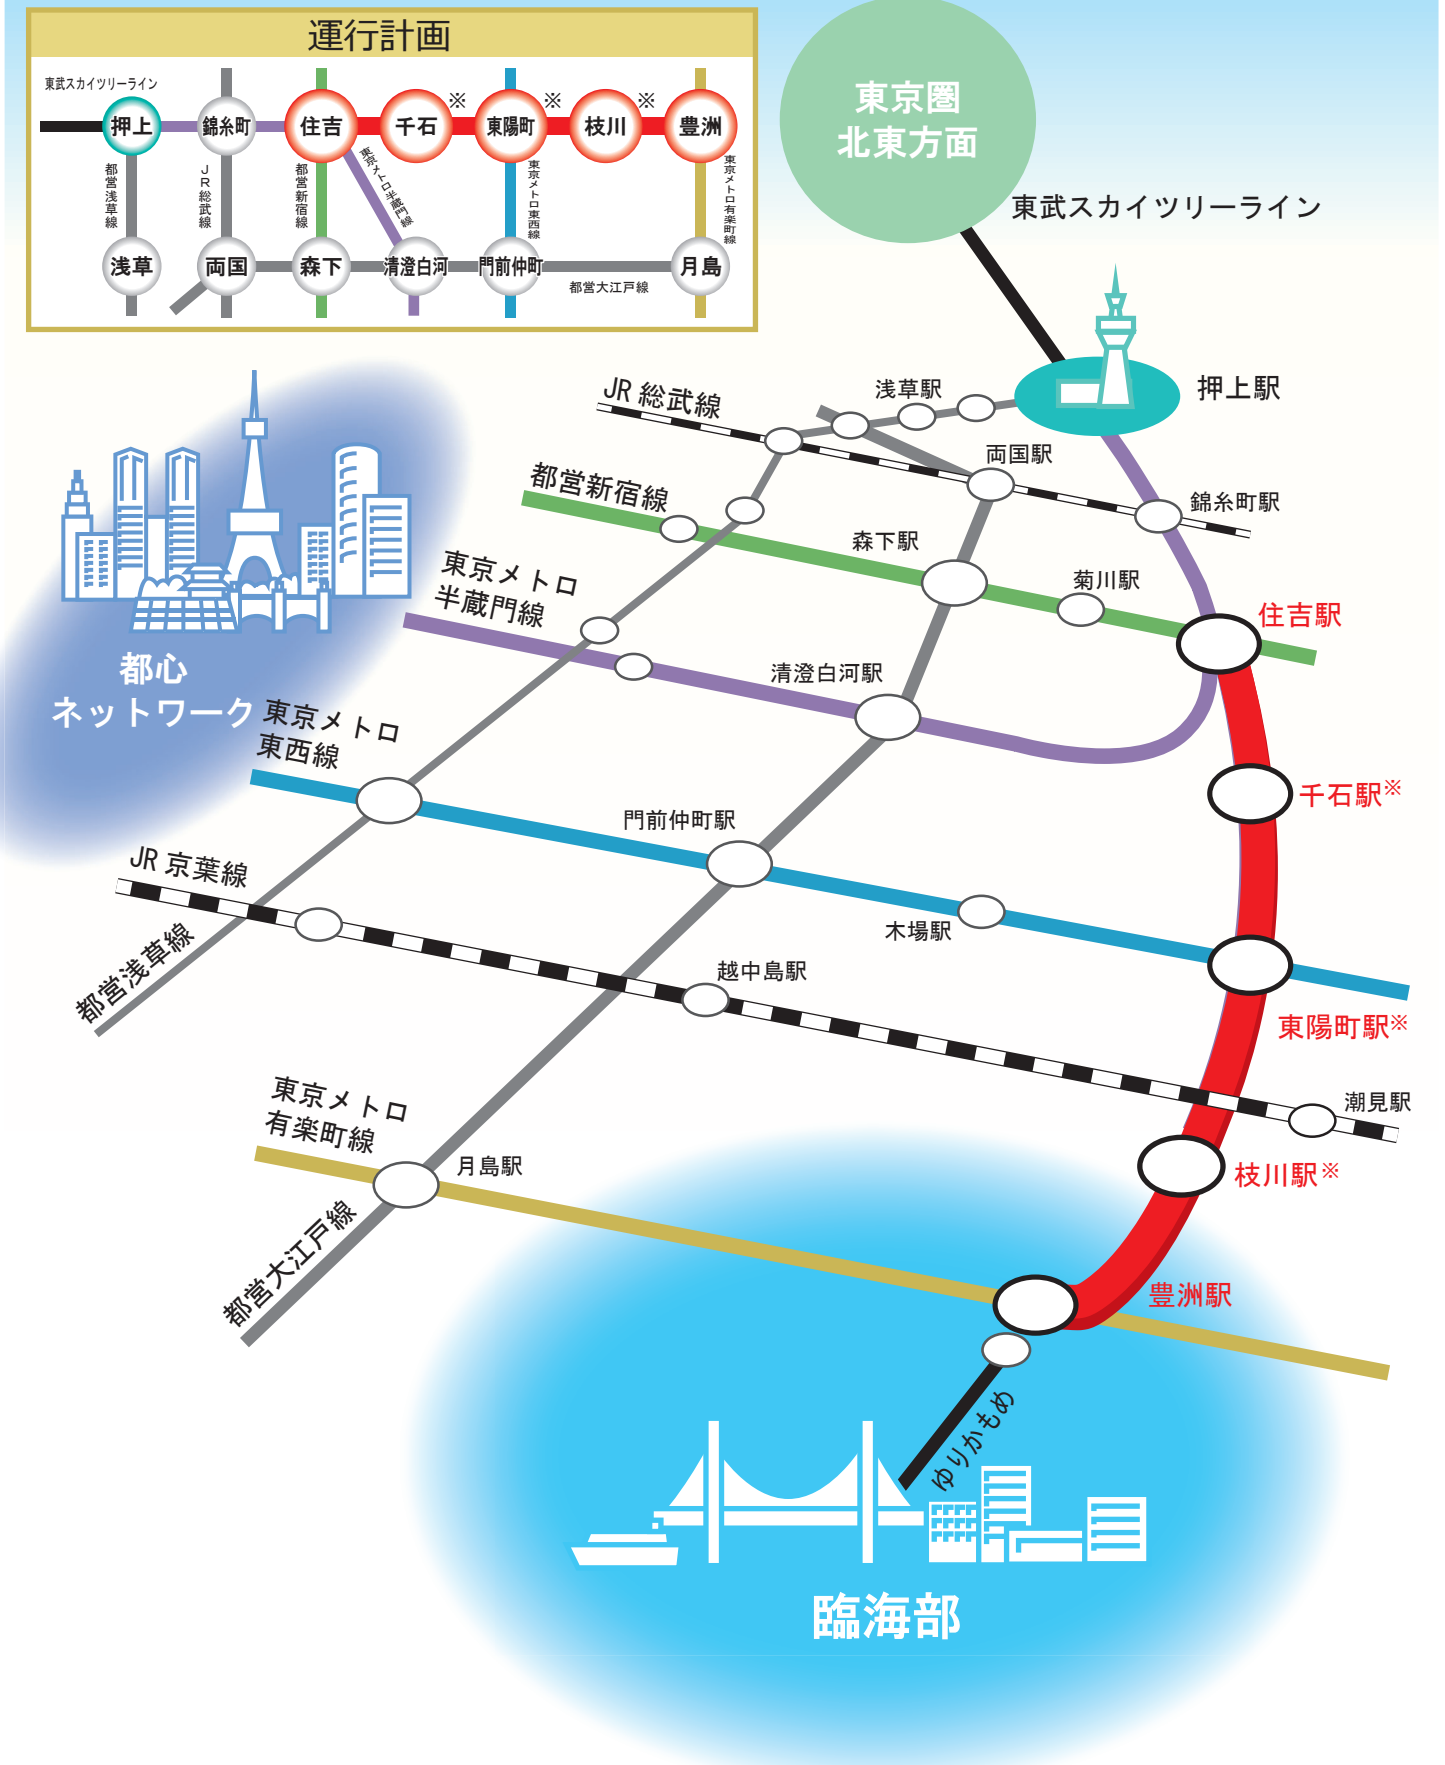 運行計画
東武スカイツリーライン
押上
錦糸町
住吉
千石
※
東陽町
※
枝川
※
豊洲
都営浅草線
JR総武線
都営新宿線
東京メトロ半蔵門線
東京メトロ東西線
東京メトロ有楽町線
浅草
両国
森下
清澄白河
門前仲町
月島
都営大江戸線
東京圏
北東方面
東武スカイツリーライン
押上駅
JR 総武線
浅草駅
両国駅
錦糸町駅
都営新宿線
森下駅
菊川駅
住吉駅
東京メトロ
半蔵門線
清澄白河駅
都心
ネットワーク
東京メトロ
東西線
千石駅※
門前仲町駅
JR 京葉線
木場駅
都営浅草線
越中島駅
東陽町駅※
東京メトロ
有楽町線
潮見駅
月島駅
枝川駅※
都営大江戸線
豊洲駅
ゆりかもめ
臨海部